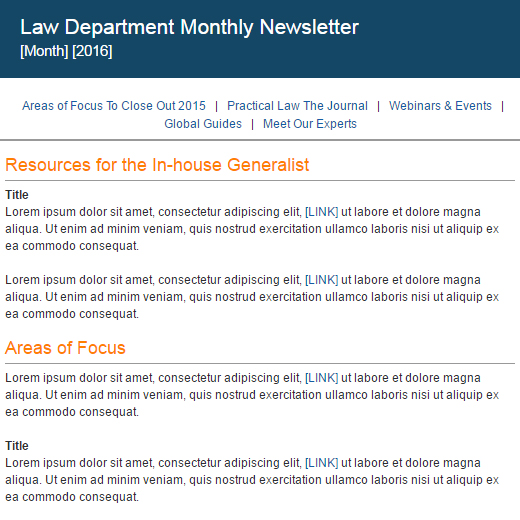 Law Department Monthly Newsletter
[Month] [2016]
Areas of Focus To Close Out 2015 | Practical Law The Journal | Webinars & Events |
Global Guides | Meet Our Experts
Resources for the In-house Generalist
Title
Lorem ipsum dolor sit amet, consectetur adipiscing elit, [LINK] ut labore et dolore magna
aliqua. Ut enim ad minim veniam, quis nostrud exercitation ullamco laboris nisi ut aliquip ex
ea commodo consequat.
Lorem ipsum dolor sit amet, consectetur adipiscing elit, [LINK] ut labore et dolore magna
aliqua. Ut enim ad minim veniam, quis nostrud exercitation ullamco laboris nisi ut aliquip ex
ea commodo consequat.
Areas of Focus
Lorem ipsum dolor sit amet, consectetur adipiscing elit, [LINK] ut labore et dolore magna
aliqua. Ut enim ad minim veniam, quis nostrud exercitation ullamco laboris nisi ut aliquip ex
ea commodo consequat.
Title
Lorem ipsum dolor sit amet, consectetur adipiscing elit, [LINK] ut labore et dolore magna
aliqua. Ut enim ad minim veniam, quis nostrud exercitation ullamco laboris nisi ut aliquip ex
ea commodo consequat.